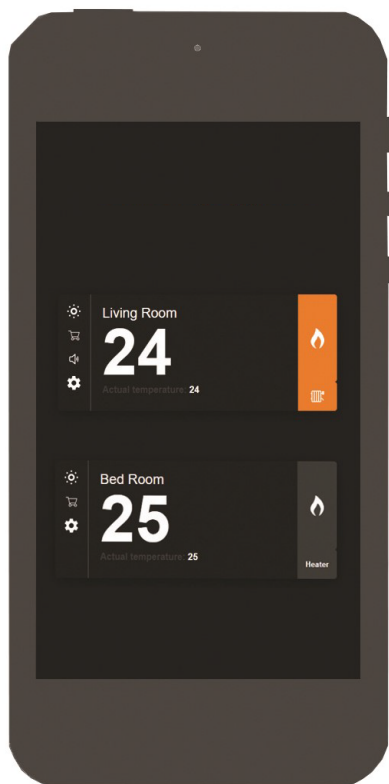 Living Room
24
Actual temperature: 24
Bed Room
25
Actual temperature: 25
Heater